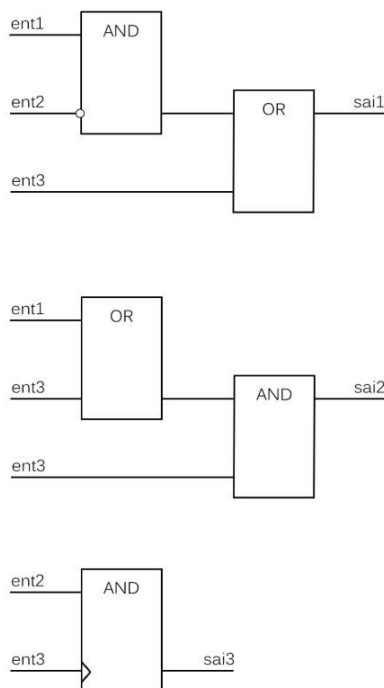 ent1
AND
ent2
OR
sai1
ent3
ent1
OR
ent3
AND
sai2
ent3
ent2
AND
ent3
sai3